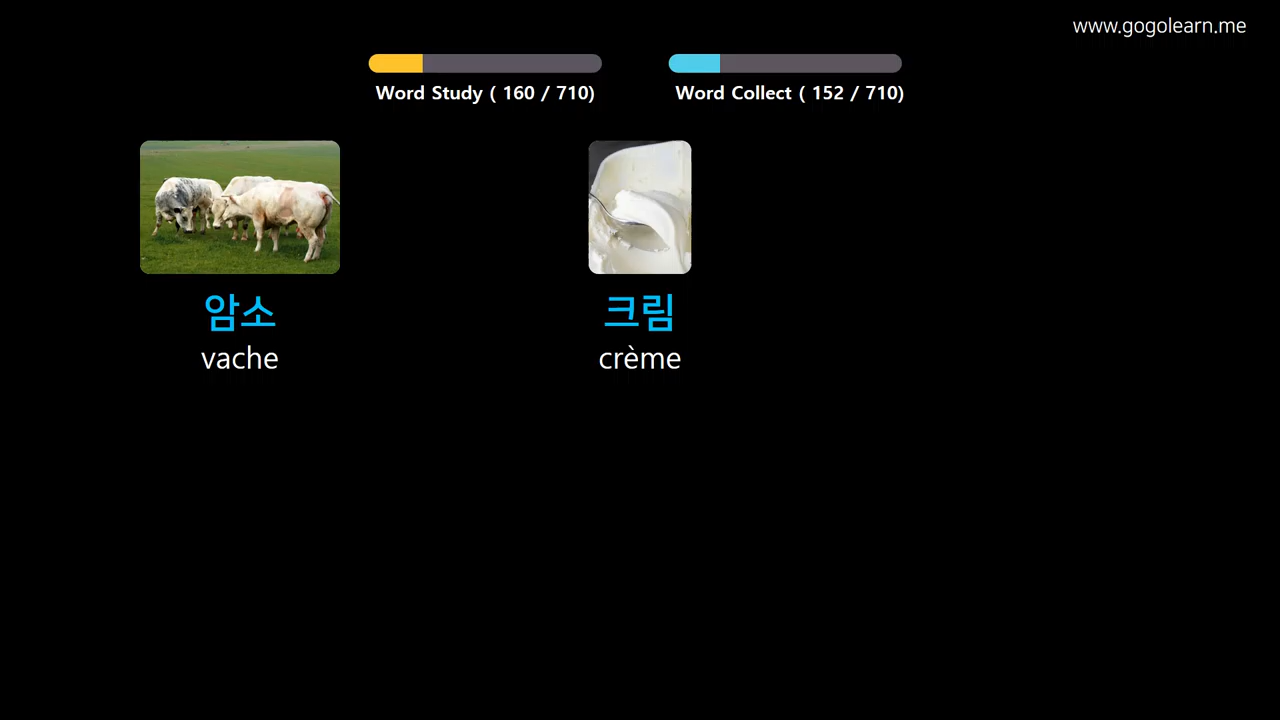 www.gogolearn.me
Word Study ( 160 / 710)
Word Collect ( 152 / 710)
암소
vache
크림
crème